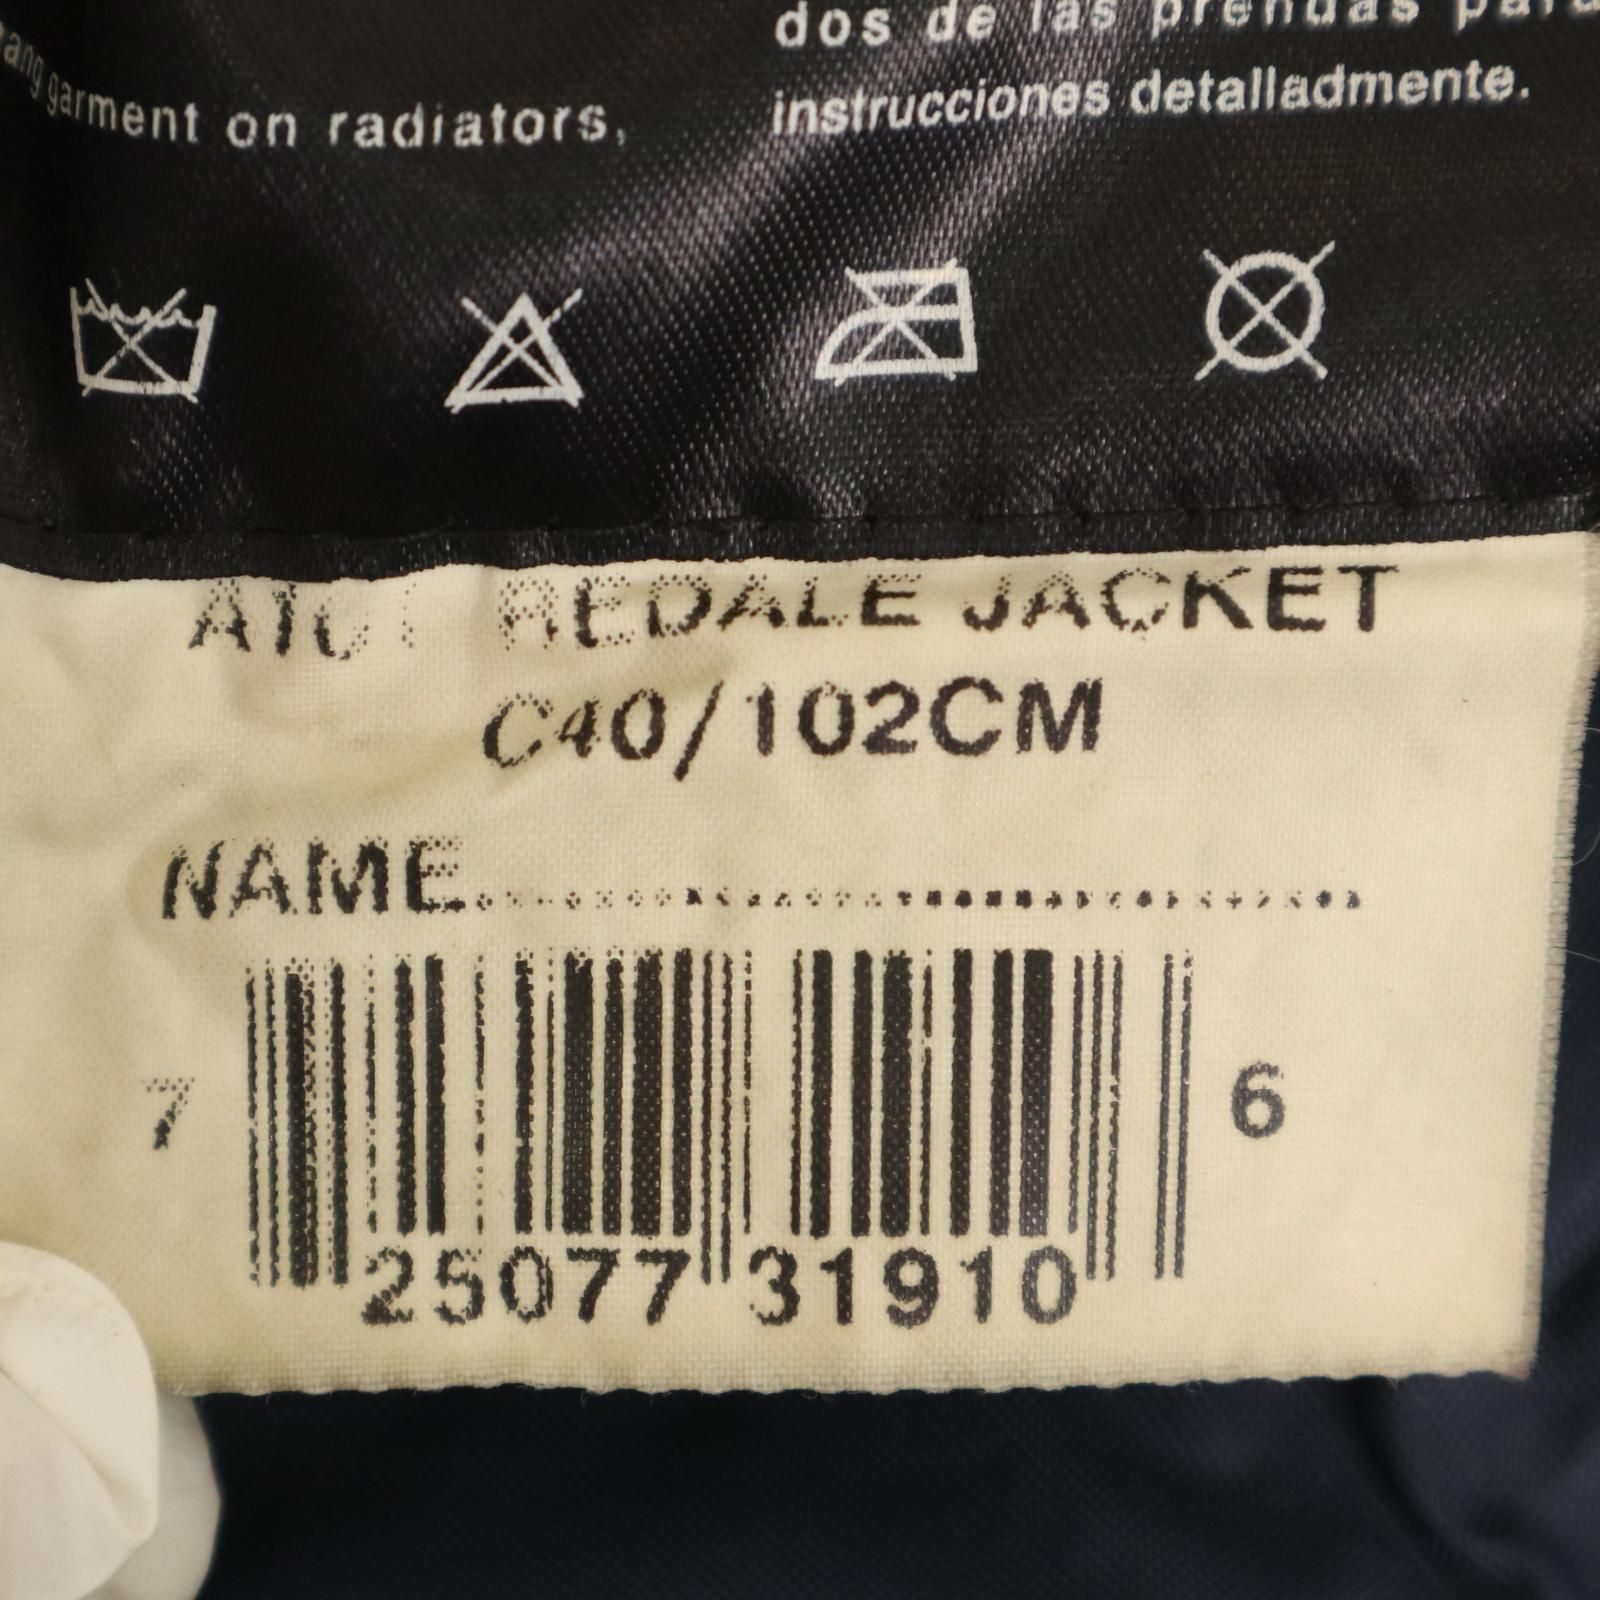 dos de las prendas para
hang garment on radiators,
instrucciones detalladmente.
REDALE JACKET
C40/102CM
NAME..............................
7 25077 31910 6